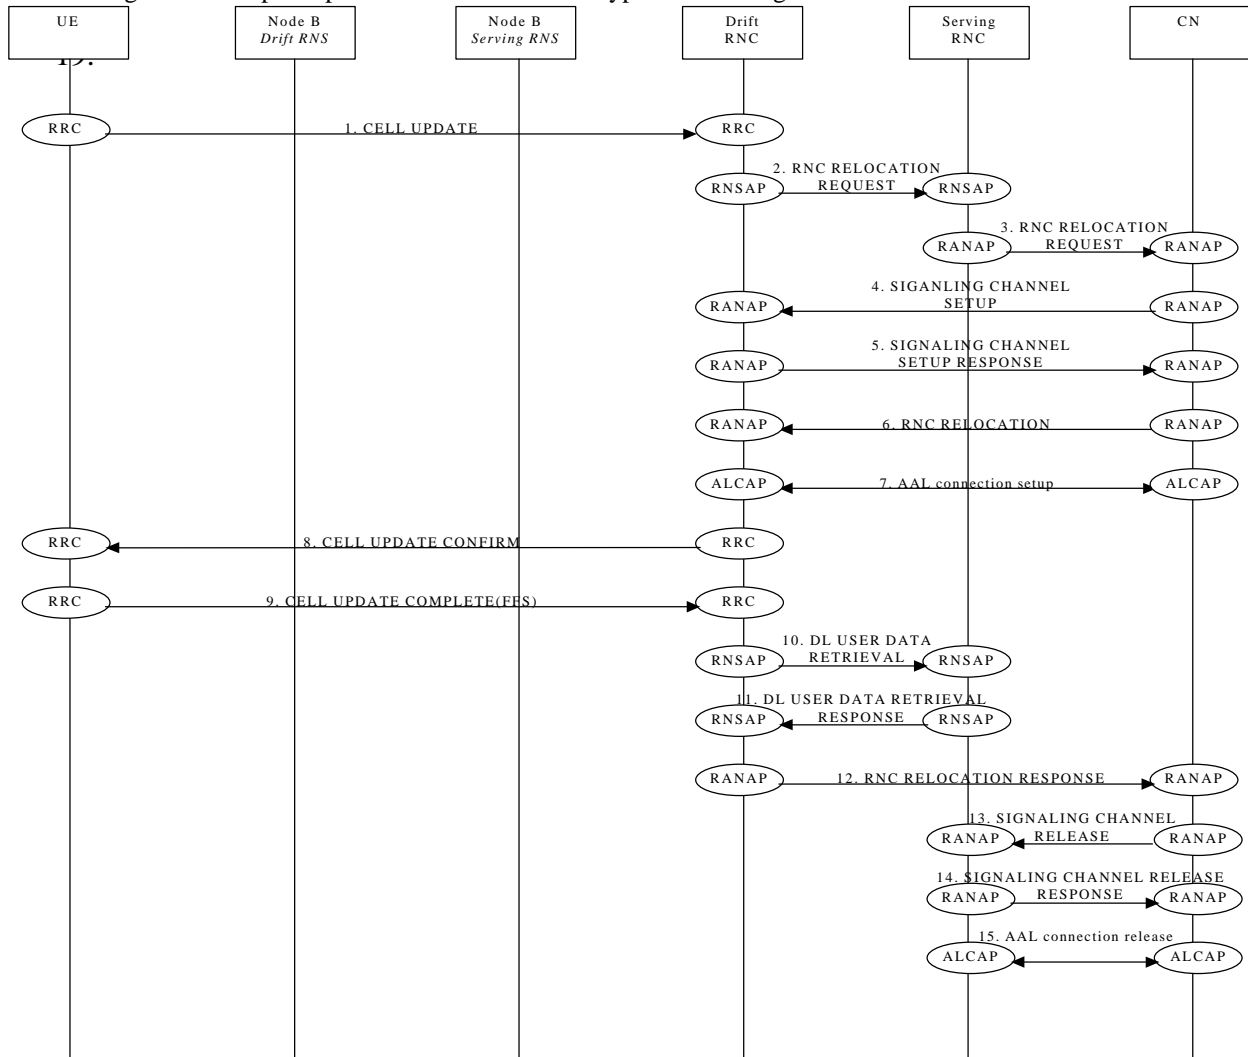 UE
Node B
Drift RNS
Node B
Serving RNS
Drift
RNC
Serving
RNC
CN
19.
RRC
1. CELL UPDATE
RRC
RNSAP
2. RNC RELOCATION
REQUEST
RNSAP
RANAP
3. RNC RELOCATION
REQUEST
RANAP
RANAP
4. SIGANLING CHANNEL
SETUP
RANAP
RANAP
5. SIGNALING CHANNEL
SETUP RESPONSE
RANAP
RANAP
6. RNC RELOCATION
RANAP
ALCAP
7. AAL connection setup
ALCAP
RRC
8. CELL UPDATE CONFIRM
RRC
RRC
9. CELL UPDATE COMPLETE(FFS)
RRC
RNSAP
10. DL USER DATA
RETRIEVAL
RNSAP
RNSAP
11. DL USER DATA RETRIEVAL
RESPONSE
RNSAP
RANAP
12. RNC RELOCATION RESPONSE
RANAP
RANAP
13. SIGNALING CHANNEL
RELEASE
RANAP
RANAP
14. SIGNALING CHANNEL RELEASE
RESPONSE
RANAP
ALCAP
15. AAL connection release
ALCAP